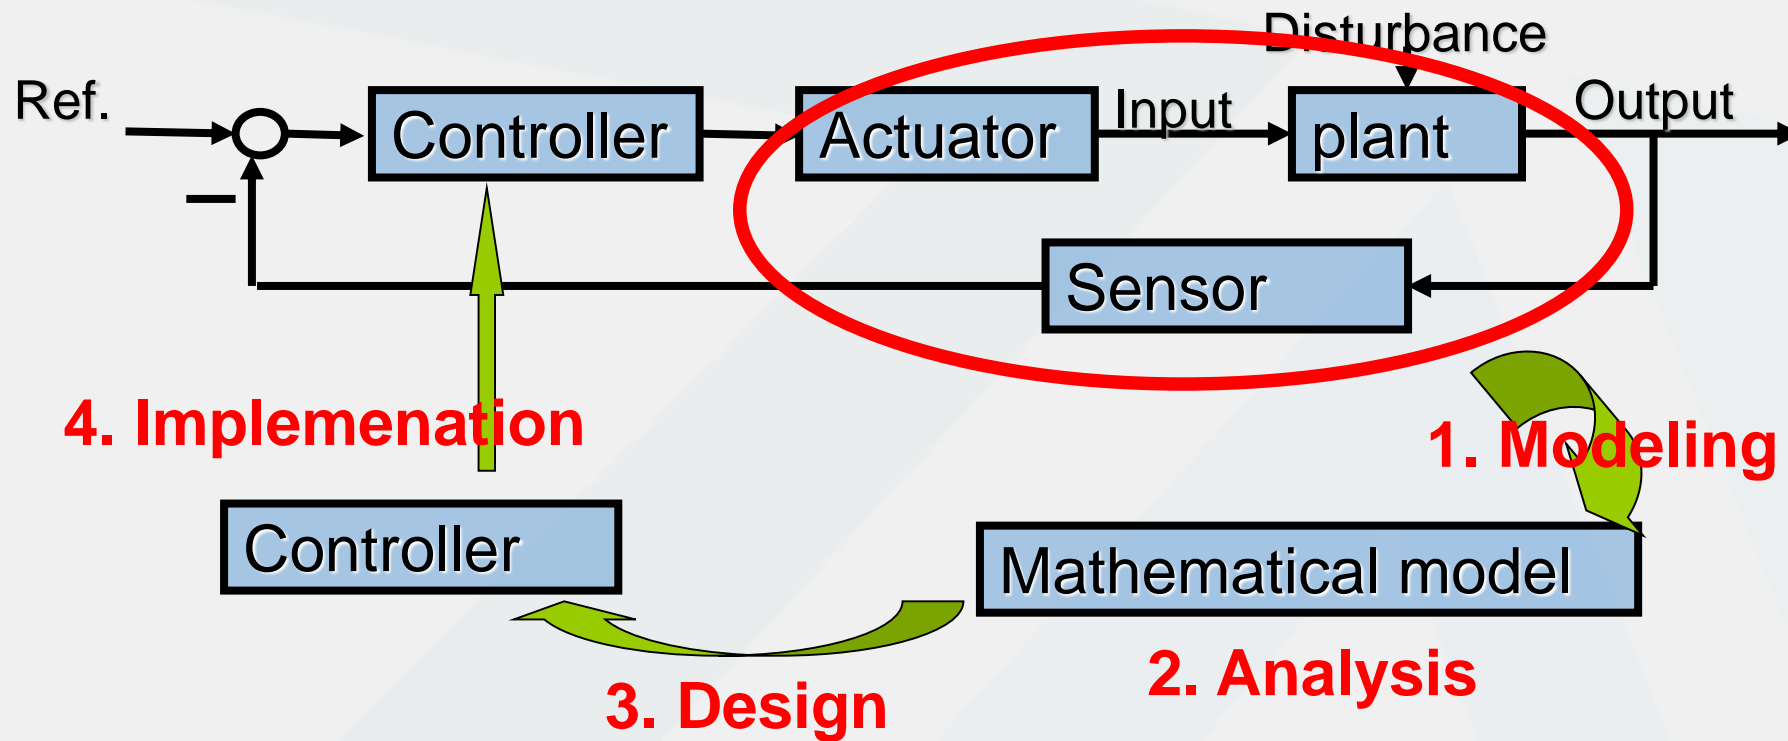 Disturbance
Ref.
Controller
Actuator
Input
plant
Output
–
Sensor
4. Implemenation
1. Modeling
Controller
Mathematical model
2. Analysis
3. Design